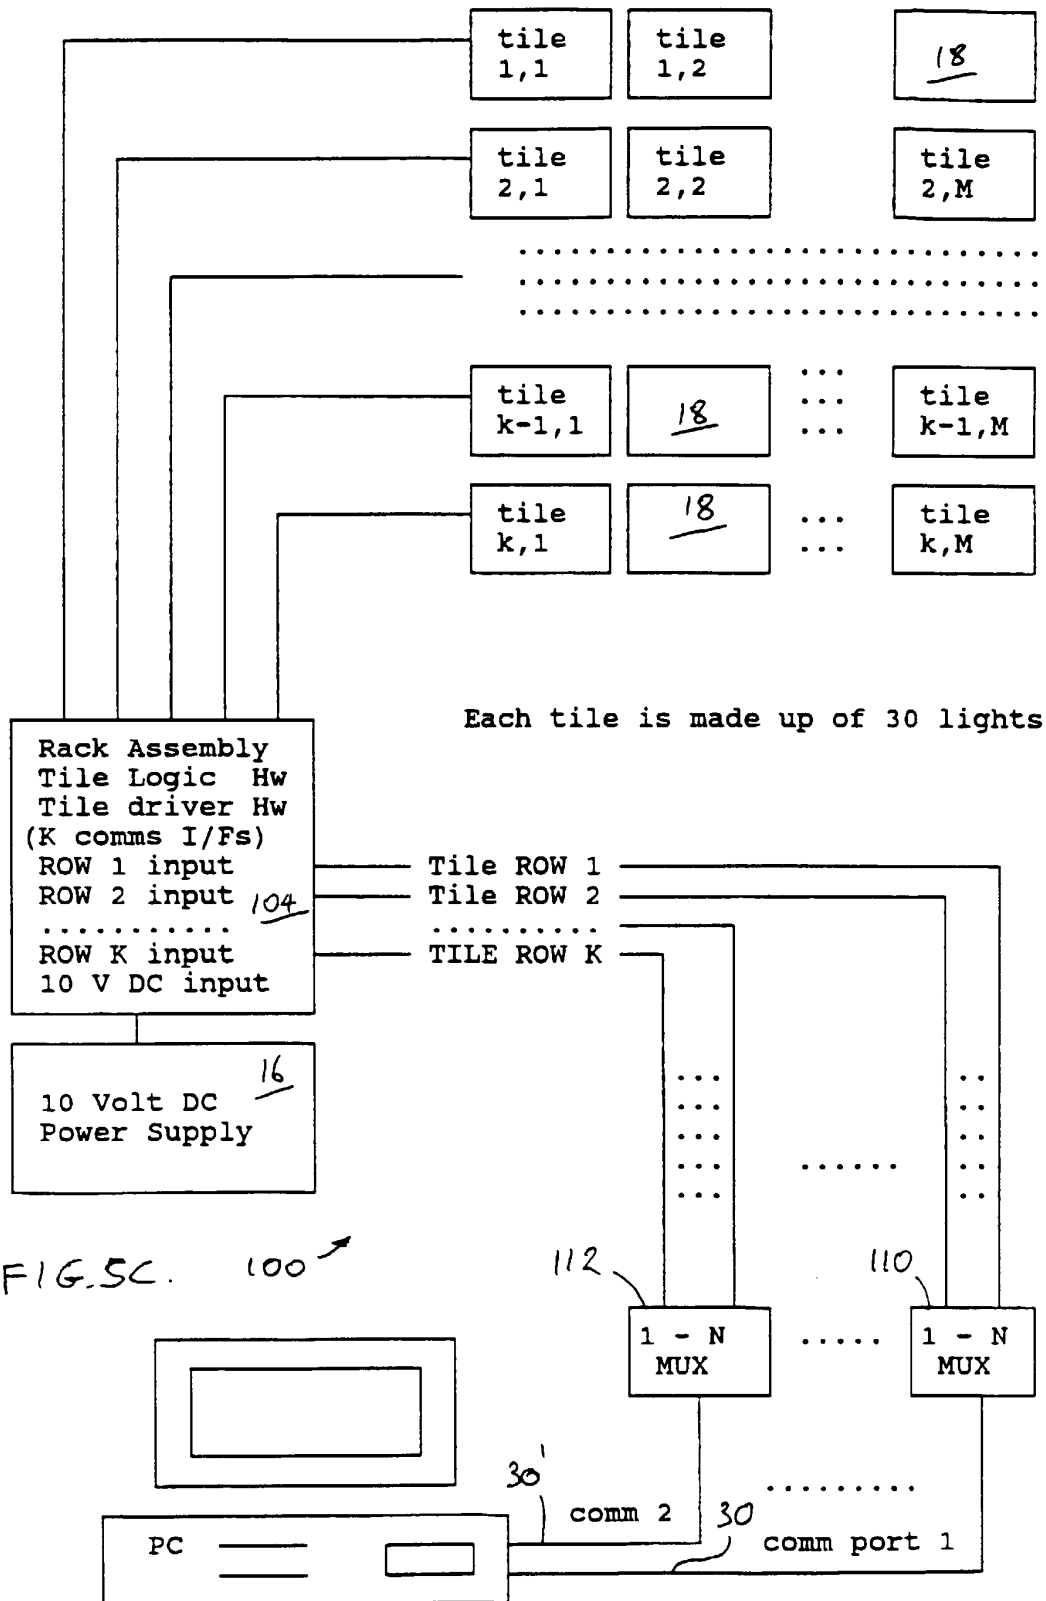 tile tile
1,1 1,2 18
tile tile tile
2,1 2,2 2,M
..............................
..............................
..............................
tile ... tile
k-1,1 18 ... k-1,M
...
tile 18 ... tile
k,1 ... k,M
Each tile is made up of 30 lights
Rack Assembly
Tile Logic Hw
Tile driver Hw
(K comms I/Fs)
ROW 1 input Tile ROW 1
ROW 2 input 104 Tile ROW 2
........... ..........
ROW K input TILE ROW K
10 V DC input
16
10 Volt DC
Power Supply
... ..
... ..
... ..
... ...... ..
... ..
FIG.5C. 100 112 110
1 - N ..... 1 - N
MUX MUX
30' .........
comm 2 30
PC comm port 1